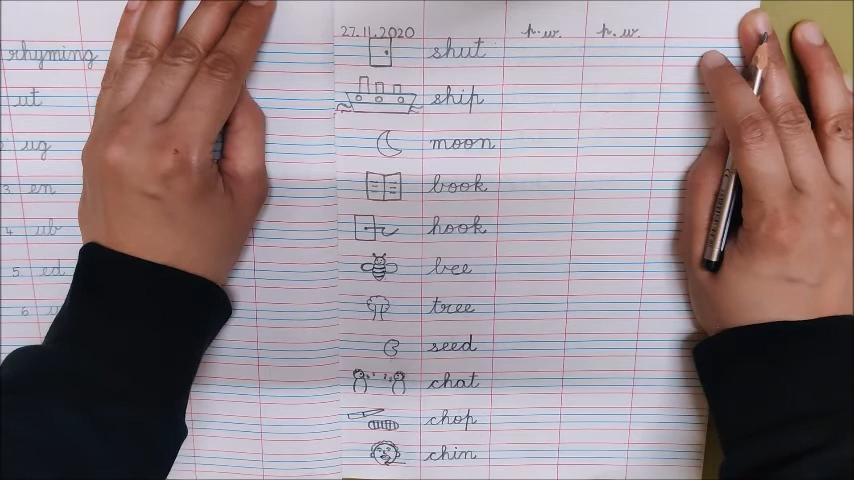 rhyming
ut
ug
3 en
4 ub
5 ed
6
27.11.2020 p.w. p.w.
shut
ship
moon
book
hook
bee
tree
seed
chat
chop
chin